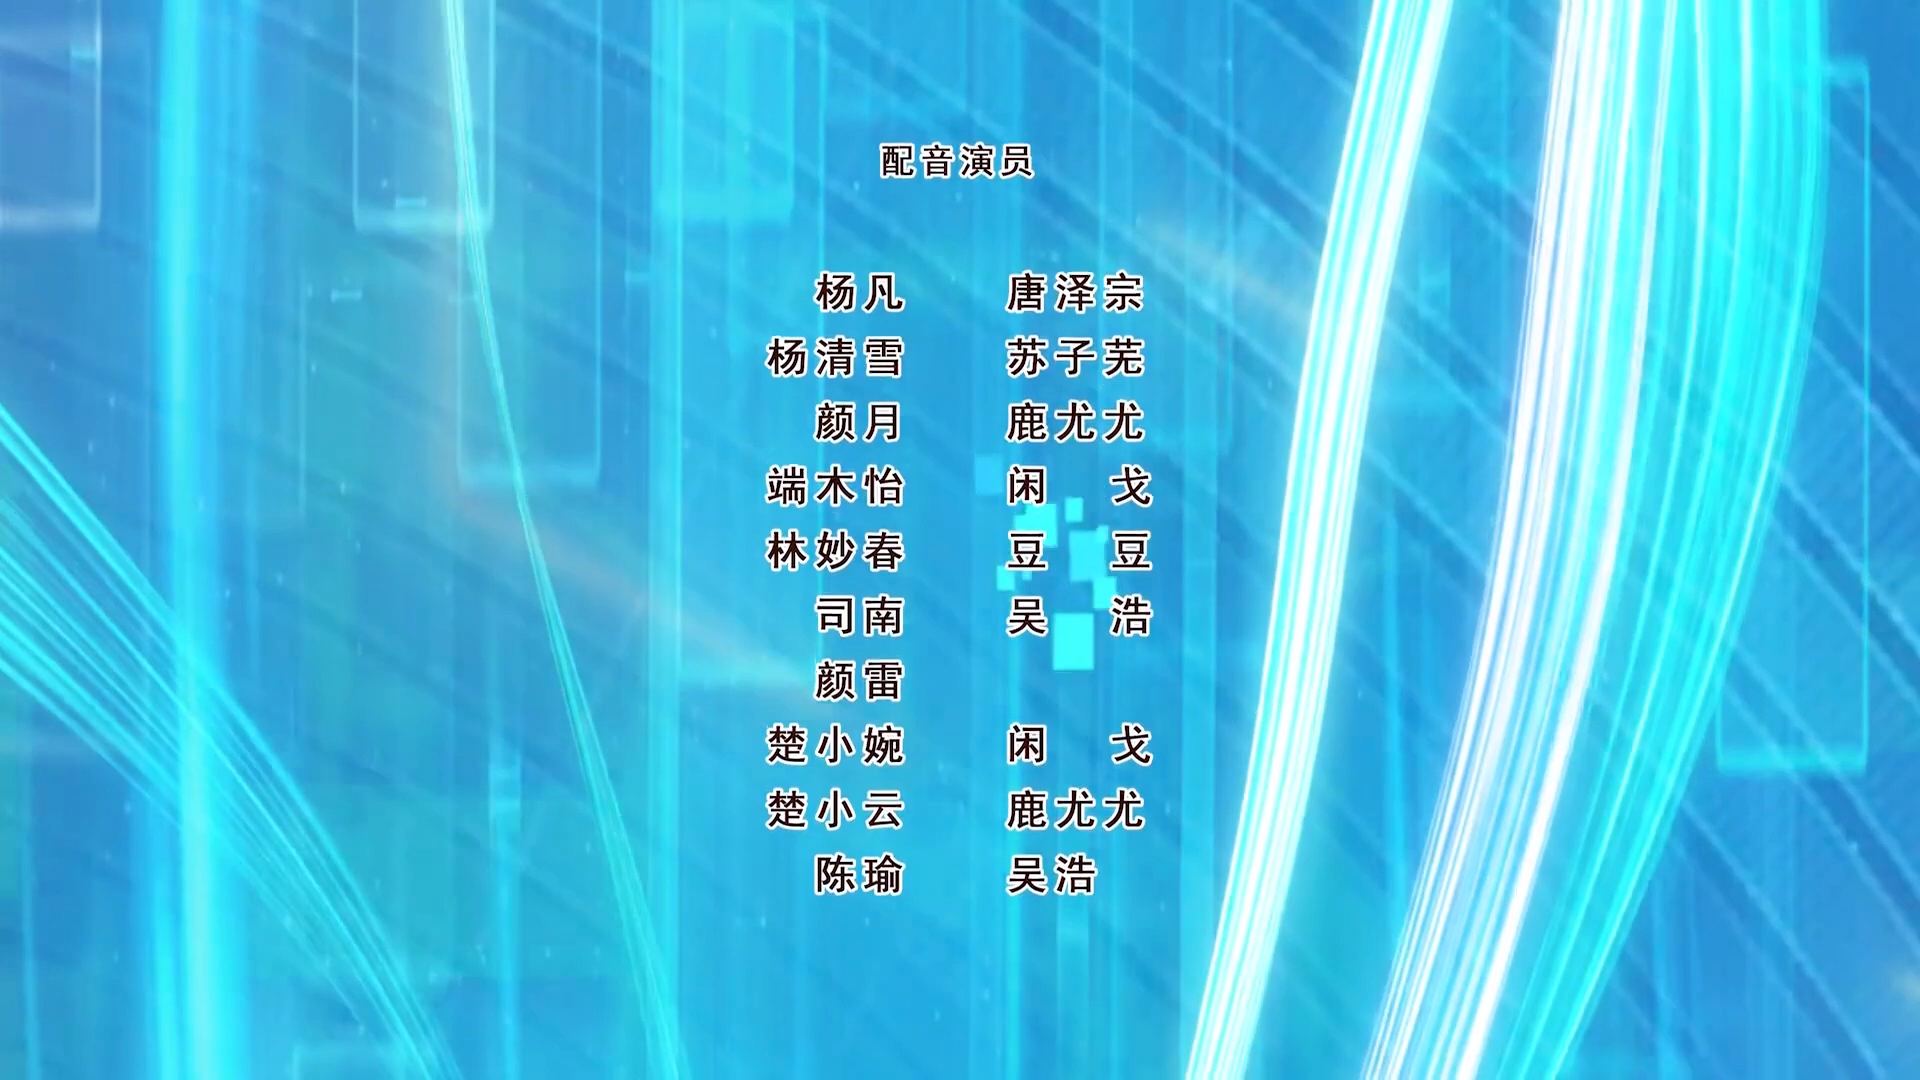 配音演员
杨凡 唐泽宗
杨清雪 苏子芜
颜月 鹿尤尤
端木怡 闲 戈
林妙春 豆 豆
司南 吴 浩
颜雷
楚小婉 闲 戈
楚小云 鹿尤尤
陈瑜 吴浩